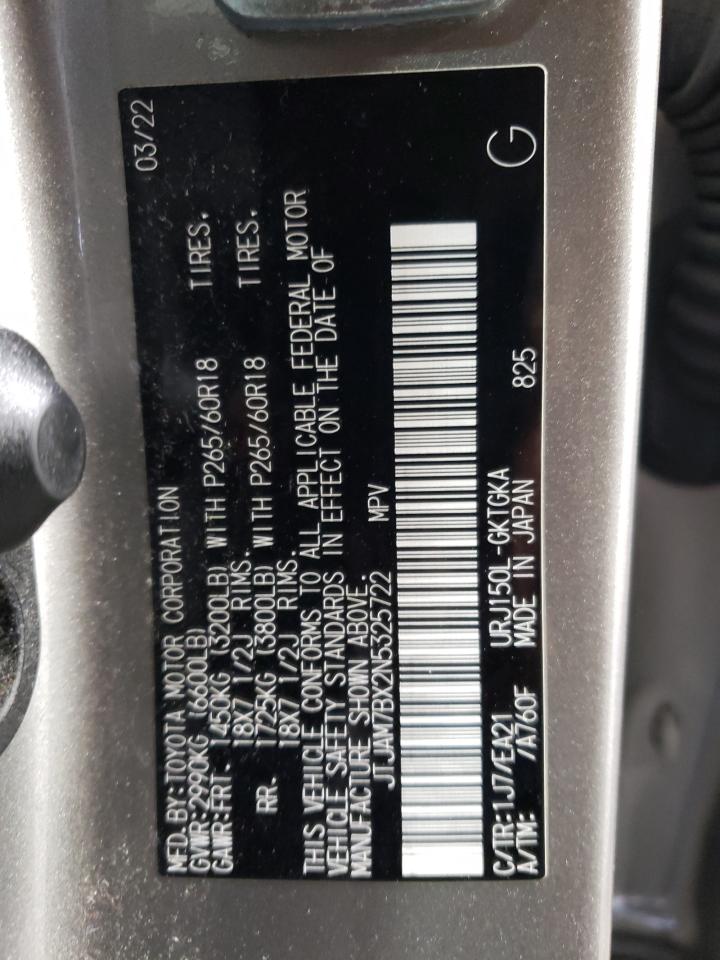 MFD. BY: TOYOTA MOTOR CORPORATION 03/22
GVWR: 2990KG (6600LB)
GAWR: FRT. 1450KG (3200LB) WITH P265/60R18 TIRES.
18X7 1/2J RIMS.
RR. 1725KG (3800LB) WITH P265/60R18 TIRES.
18X7 1/2J RIMS.
THIS VEHICLE CONFORMS TO ALL APPLICABLE FEDERAL MOTOR
VEHICLE SAFETY STANDARDS IN EFFECT ON THE DATE OF
MANUFACTURE SHOWN ABOVE.
JTJAM7BX2N5325722 MPV
C/TR: 1J7/EA21 URJ150L-GKTGKA
A/TM: /A760F MADE IN JAPAN 825 G